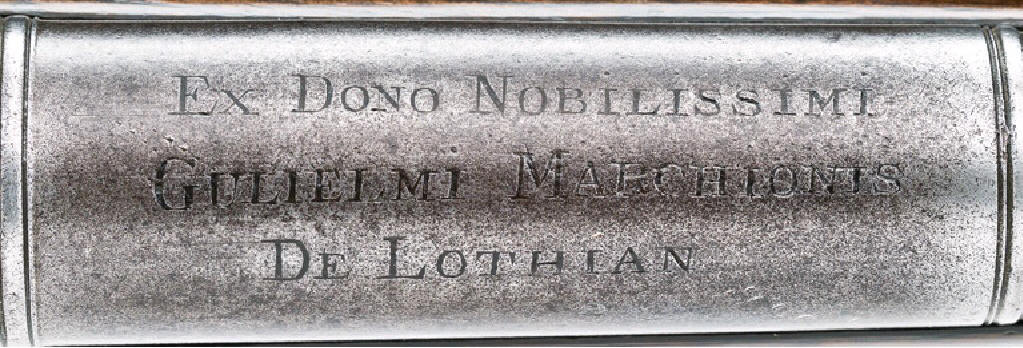 Ex Dono Nobilissimi
Gulielmi Marchionis
De Lothian